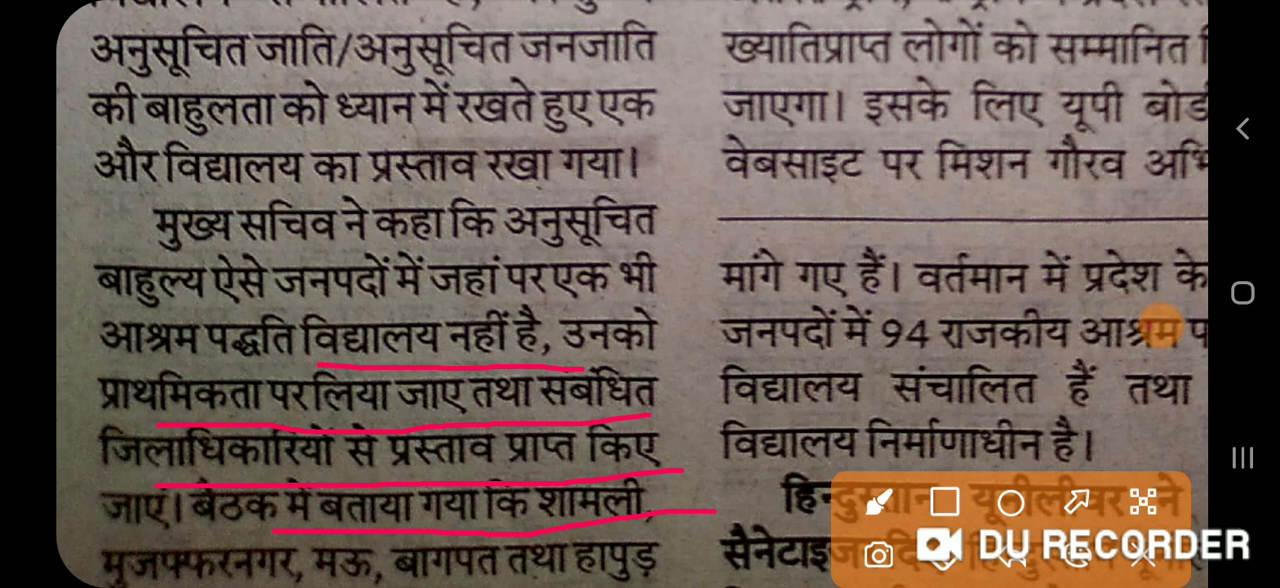 अनुसूचित जाति/अनुसूचित जनजाति
की बाहुलता को ध्यान में रखते हुए एक
और विद्यालय का प्रस्ताव रखा गया।
मुख्य सचिव ने कहा कि अनुसूचित
बाहुल्य ऐसे जनपदों में जहां पर एक भी
आश्रम पद्धति विद्यालय नहीं है, उनको
प्राथमिकता पर लिया जाए तथा संबंधित
जिलाधिकारियों से प्रस्ताव प्राप्त किए
जाएं। बैठक में बताया गया कि शामली,
मुजफ्फरनगर, मऊ, बागपत तथा हापुड़
ख्यातिप्राप्त लोगों को सम्मानित
जाएगा। इसके लिए यूपी बोर्ड
वेबसाइट पर मिशन गौरव
मांगे गए हैं। वर्तमान में प्रदेश के
जनपदों में 94 राजकीय आश्रम
विद्यालय संचालित हैं तथा
विद्यालय निर्माणाधीन है।
DU RECORDER